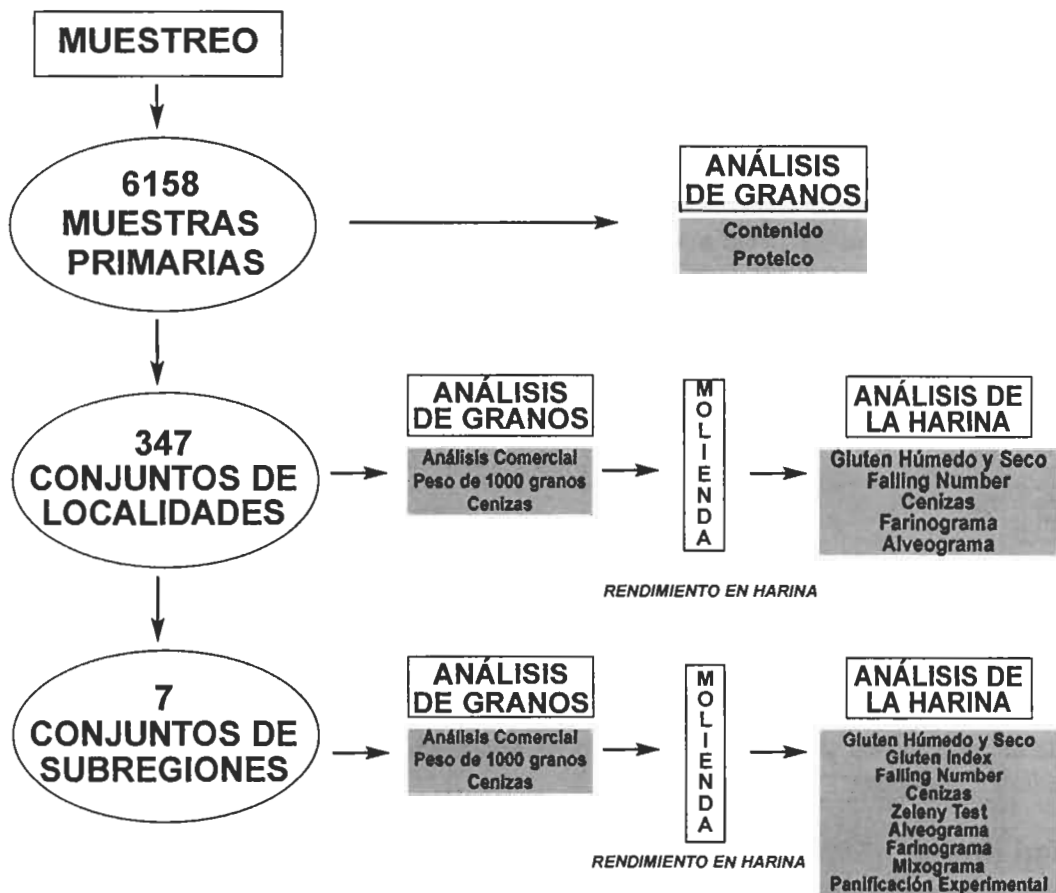 MUESTREO
6158
MUESTRAS
PRIMARIAS
ANÁLISIS
DE GRANOS
Contenido
Proteico
347
CONJUNTOS DE
LOCALIDADES
ANÁLISIS
DE GRANOS
Análisis Comercial
Peso de 1000 granos
Cenizas
MOLIENDA
RENDIMIENTO EN HARINA
ANÁLISIS DE
LA HARINA
Gluten Húmedo y Seco
Falling Number
Cenizas
Farinograma
Alveograma
7
CONJUNTOS DE
SUBREGIONES
ANÁLISIS
DE GRANOS
Análisis Comercial
Peso de 1000 granos
Cenizas
MOLIENDA
RENDIMIENTO EN HARINA
ANÁLISIS DE
LA HARINA
Gluten Húmedo y Seco
Gluten Index
Falling Number
Cenizas
Zeleny Test
Alveograma
Farinograma
Mixograma
Panificación Experimental